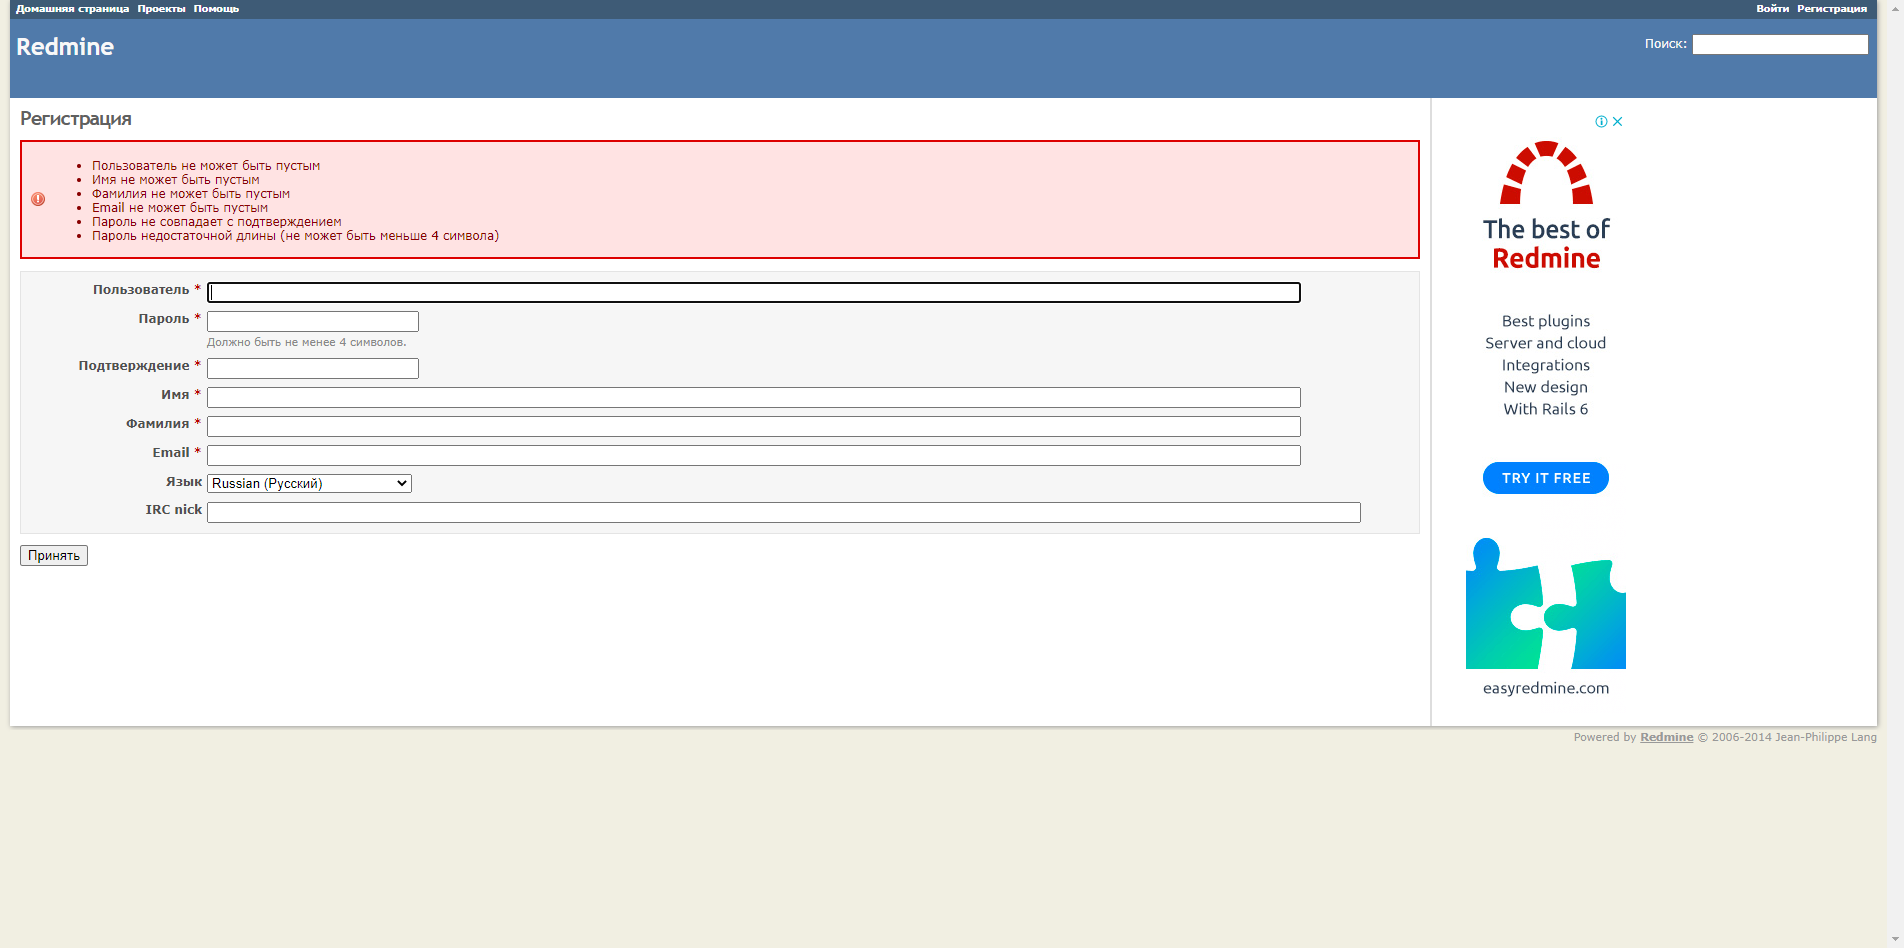 Домашняя страница Проекты Помощь
Войти Регистрация
Redmine
Поиск:
Регистрация
Пользователь не может быть пустым
Имя не может быть пустым
Фамилия не может быть пустым
Email не может быть пустым
Пароль не совпадает с подтверждением
Пароль недостаточной длины (не может быть меньше 4 символа)
Пользователь *
Пароль *
Должно быть не менее 4 символов.
Подтверждение *
Имя *
Фамилия *
Email *
Язык Russian (Русский)
IRC nick
Принять
The best of
Redmine
Best plugins
Server and cloud
Integrations
New design
With Rails 6
TRY IT FREE
easyredmine.com
Powered by Redmine © 2006-2014 Jean-Philippe Lang